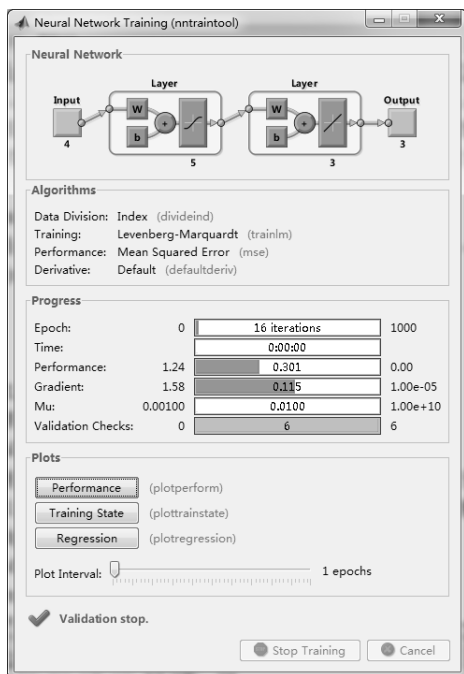 Neural Network Training (nntraintool)
Neural Network
Layer Layer
Input Output
W W
+ +
b b
4 3
5 3
Algorithms
Data Division: Index (divideind)
Training: Levenberg-Marquardt (trainlm)
Performance: Mean Squared Error (mse)
Derivative: Default (defaultderiv)
Progress
Epoch: 0 16 iterations 1000
Time: 0:00:00
Performance: 1.24 0.301 0.00
Gradient: 1.58 0.115 1.00e-05
Mu: 0.00100 0.0100 1.00e+10
Validation Checks: 0 6 6
Plots
Performance (plotperform)
Training State (plottrainstate)
Regression (plotregression)
Plot Interval: 1 epochs
Validation stop.
Stop Training Cancel